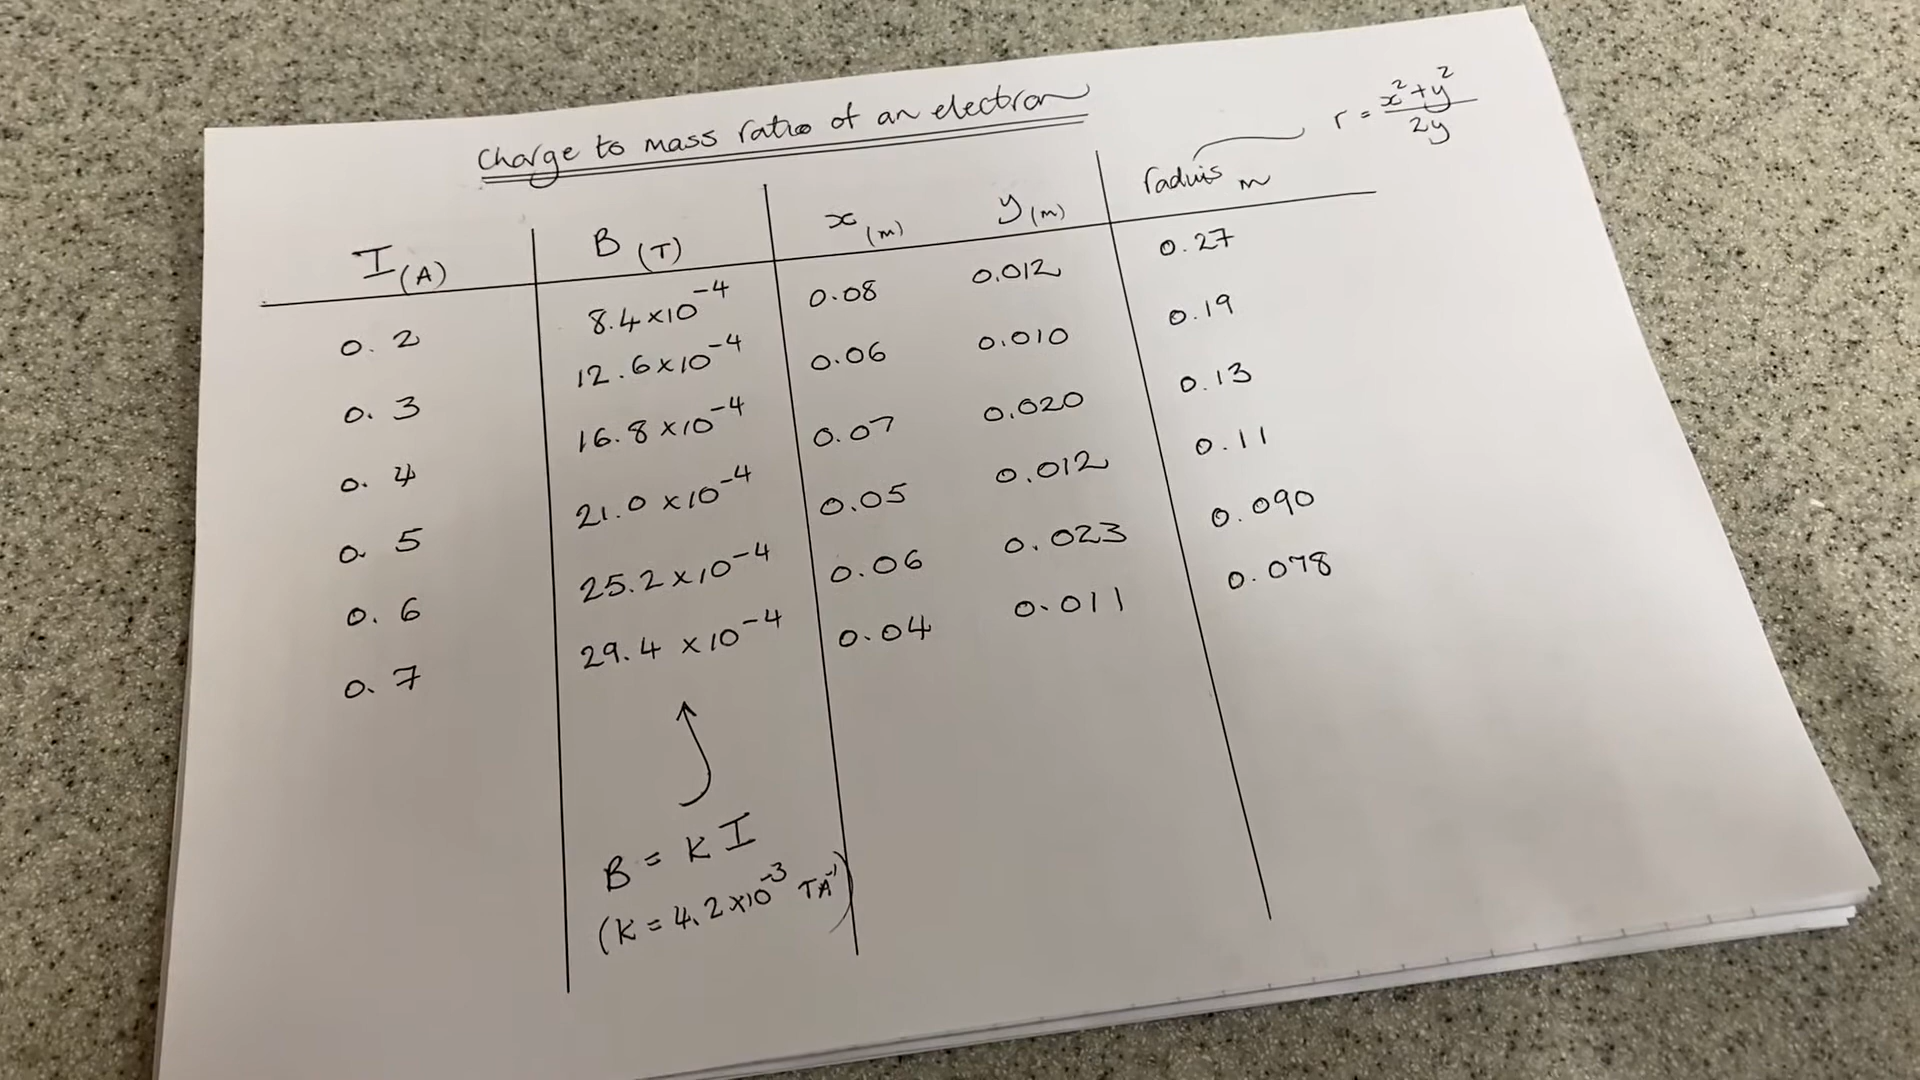 Charge to mass ratio of an electron
r = x²+y² / 2y
I (A) B (T) x (m) y (m) raduis m
0.2 8.4×10⁻⁴ 0.08 0.012 0.27
0.3 12.6×10⁻⁴ 0.06 0.010 0.19
0.4 16.8×10⁻⁴ 0.07 0.020 0.13
0.5 21.0×10⁻⁴ 0.05 0.012 0.11
0.6 25.2×10⁻⁴ 0.06 0.023 0.090
0.7 29.4×10⁻⁴ 0.04 0.011 0.078
B = K I
(K = 4.2×10⁻³ TA⁻¹)